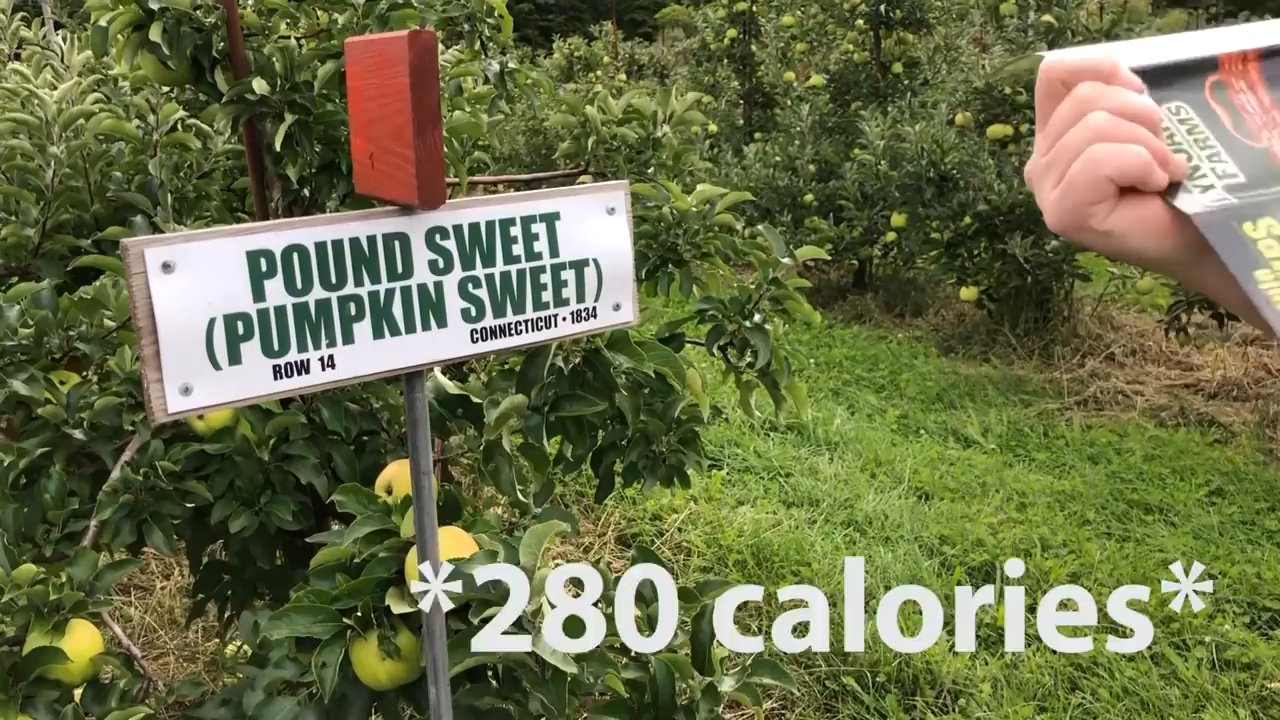 POUND SWEET
(PUMPKIN SWEET)
CONNECTICUT • 1834
ROW 14
FARMS
*280 calories*